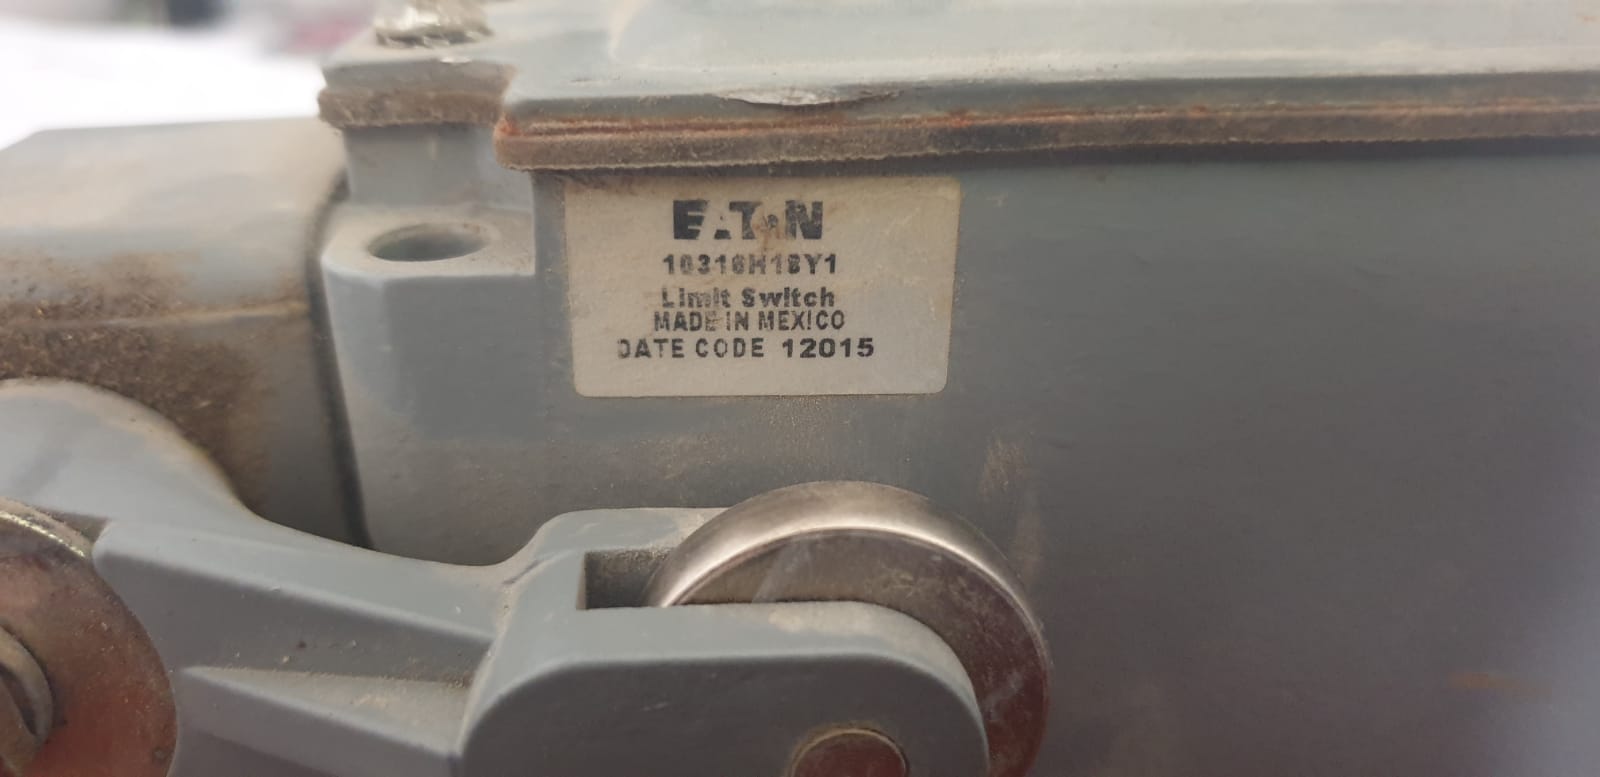 EATON
10316H18Y1
Limit Switch
MADE IN MEXICO
DATE CODE 12015